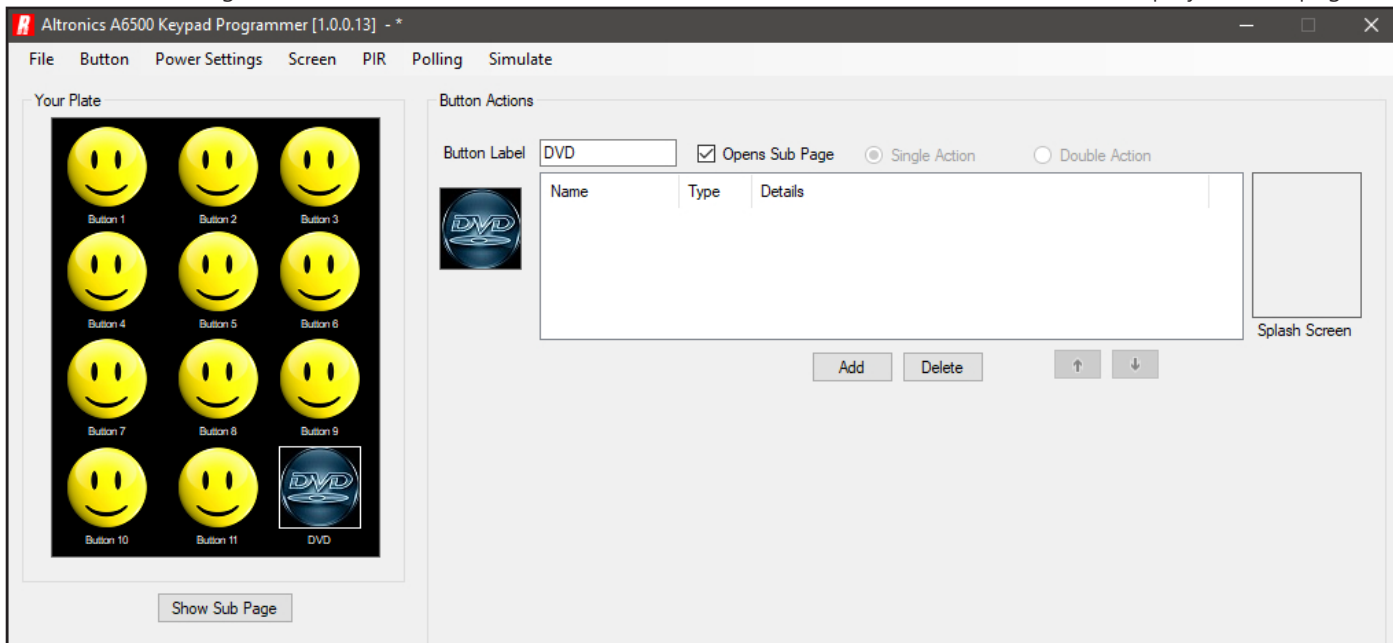 Altronics A6500 Keypad Programmer [1.0.0.13] - *
File Button Power Settings Screen PIR Polling Simulate
Your Plate
Button 1 Button 2 Button 3
Button 4 Button 5 Button 6
Button 7 Button 8 Button 9
DVD
Button 10 Button 11 DVD
Show Sub Page
Button Actions
Button Label DVD Opens Sub Page Single Action Double Action
DVD
Name Type Details
Splash Screen
Add Delete